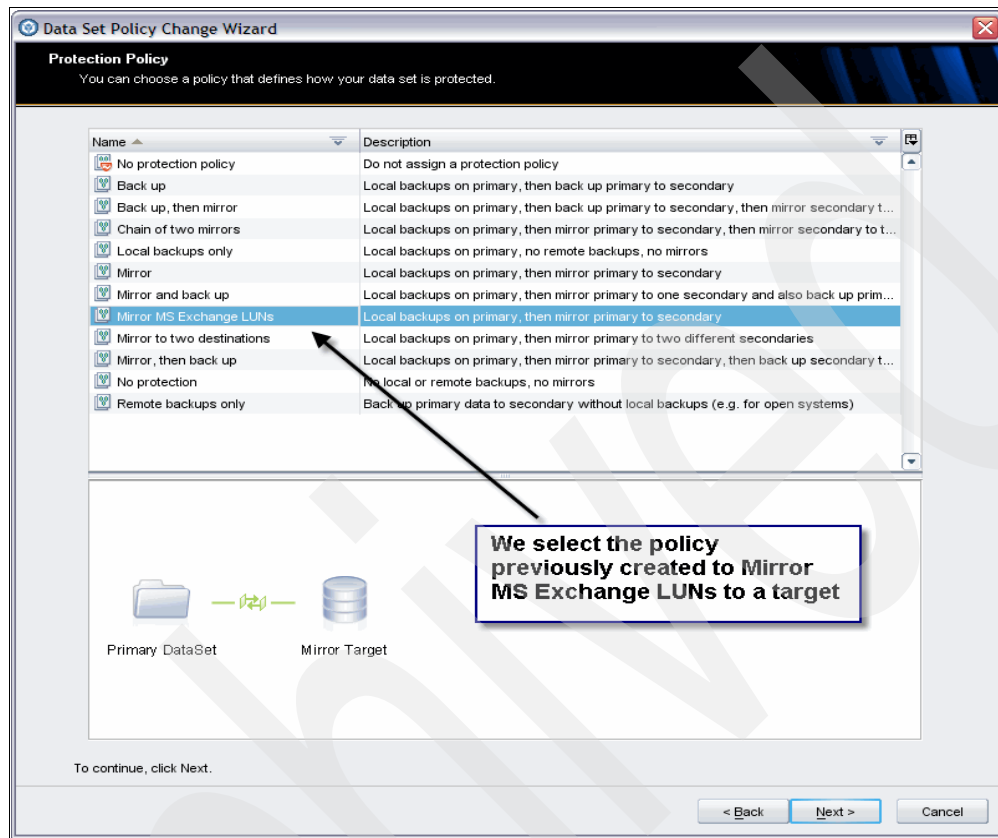 Data Set Policy Change Wizard
Protection Policy
You can choose a policy that defines how your data set is protected.
Name Description
No protection policy Do not assign a protection policy
Back up Local backups on primary, then back up primary to secondary
Back up, then mirror Local backups on primary, then back up primary to secondary, then mirror secondary t...
Chain of two mirrors Local backups on primary, then mirror primary to secondary, then mirror secondary to t...
Local backups only Local backups on primary, no remote backups, no mirrors
Mirror Local backups on primary, then mirror primary to secondary
Mirror and back up Local backups on primary, then mirror primary to one secondary and also back up prim...
Mirror MS Exchange LUNs Local backups on primary, then mirror primary to secondary
Mirror to two destinations Local backups on primary, then mirror primary to two different secondaries
Mirror, then back up Local backups on primary, then mirror primary to secondary, then back up secondary t...
No protection No local or remote backups, no mirrors
Remote backups only Back up primary data to secondary without local backups (e.g. for open systems)
We select the policy
previously created to Mirror
MS Exchange LUNs to a target
Primary DataSet Mirror Target
To continue, click Next.
< Back Next > Cancel